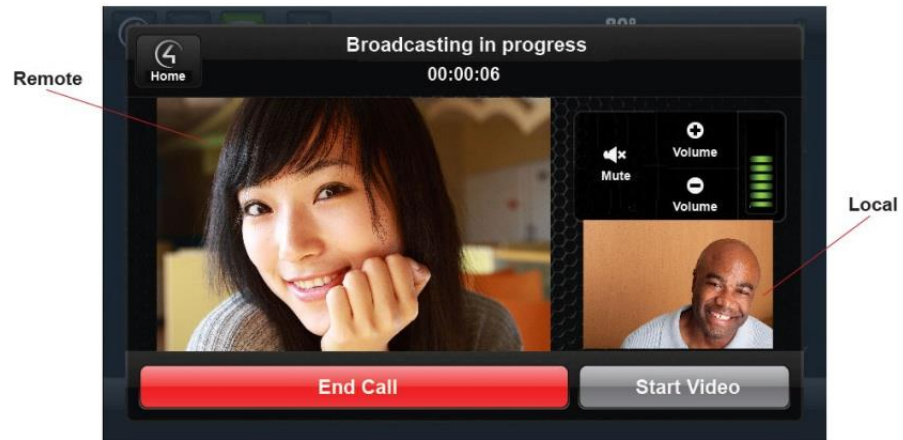 Broadcasting in progress
00:00:06
Home
Remote
Volume
Mute
Volume
Local
End Call
Start Video